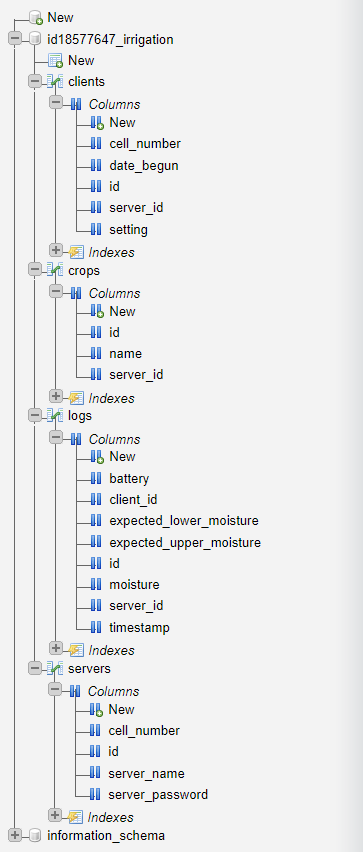 New
id18577647_irrigation
New
clients
Columns
New
cell_number
date_begun
id
server_id
setting
Indexes
crops
Columns
New
id
name
server_id
Indexes
logs
Columns
New
battery
client_id
expected_lower_moisture
expected_upper_moisture
id
moisture
server_id
timestamp
Indexes
servers
Columns
New
cell_number
id
server_name
server_password
Indexes
information_schema